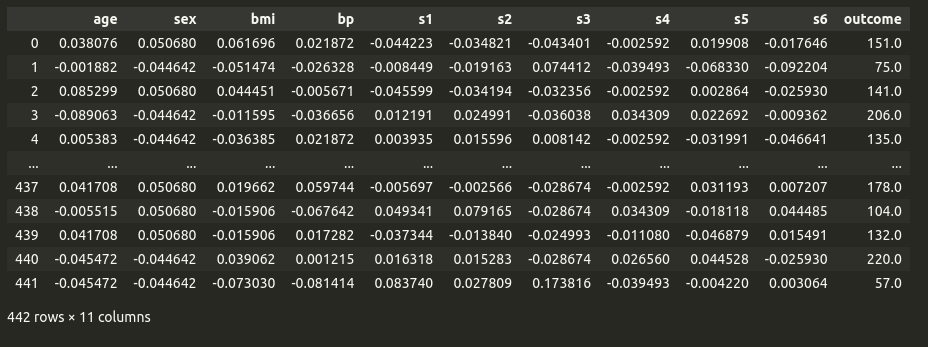 age sex bmi bp s1 s2 s3 s4 s5 s6 outcome
0 0.038076 0.050680 0.061696 0.021872 -0.044223 -0.034821 -0.043401 -0.002592 0.019908 -0.017646 151.0
1 -0.001882 -0.044642 -0.051474 -0.026328 -0.008449 -0.019163 0.074412 -0.039493 -0.068330 -0.092204 75.0
2 0.085299 0.050680 0.044451 -0.005671 -0.045599 -0.034194 -0.032356 -0.002592 0.002864 -0.025930 141.0
3 -0.089063 -0.044642 -0.011595 -0.036656 0.012191 0.024991 -0.036038 0.034309 0.022692 -0.009362 206.0
4 0.005383 -0.044642 -0.036385 0.021872 0.003935 0.015596 0.008142 -0.002592 -0.031991 -0.046641 135.0
... ... ... ... ... ... ... ... ... ... ... ...
437 0.041708 0.050680 0.019662 0.059744 -0.005697 -0.002566 -0.028674 -0.002592 0.031193 0.007207 178.0
438 -0.005515 0.050680 -0.015906 -0.067642 0.049341 0.079165 -0.028674 0.034309 -0.018118 0.044485 104.0
439 0.041708 0.050680 -0.015906 0.017282 -0.037344 -0.013840 -0.024993 -0.011080 -0.046879 0.015491 132.0
440 -0.045472 -0.044642 0.039062 0.001215 0.016318 0.015283 -0.028674 0.026560 0.044528 -0.025930 220.0
441 -0.045472 -0.044642 -0.073030 -0.081414 0.083740 0.027809 0.173816 -0.039493 -0.004220 0.003064 57.0
442 rows × 11 columns